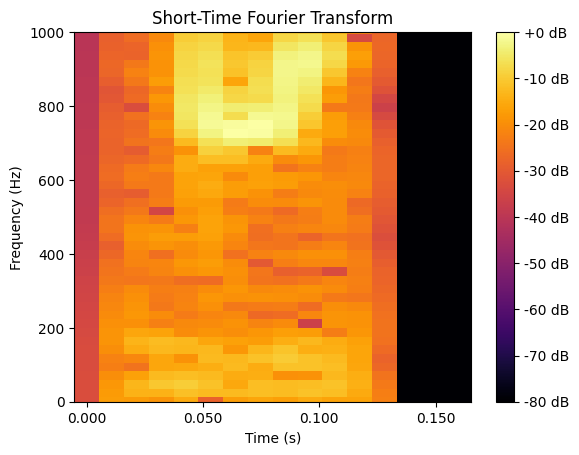 Short-Time Fourier Transform
1000
800
600
400
200
0
Frequency (Hz)
0.000
0.050
0.100
0.150
Time (s)
+0 dB
-10 dB
-20 dB
-30 dB
-40 dB
-50 dB
-60 dB
-70 dB
-80 dB